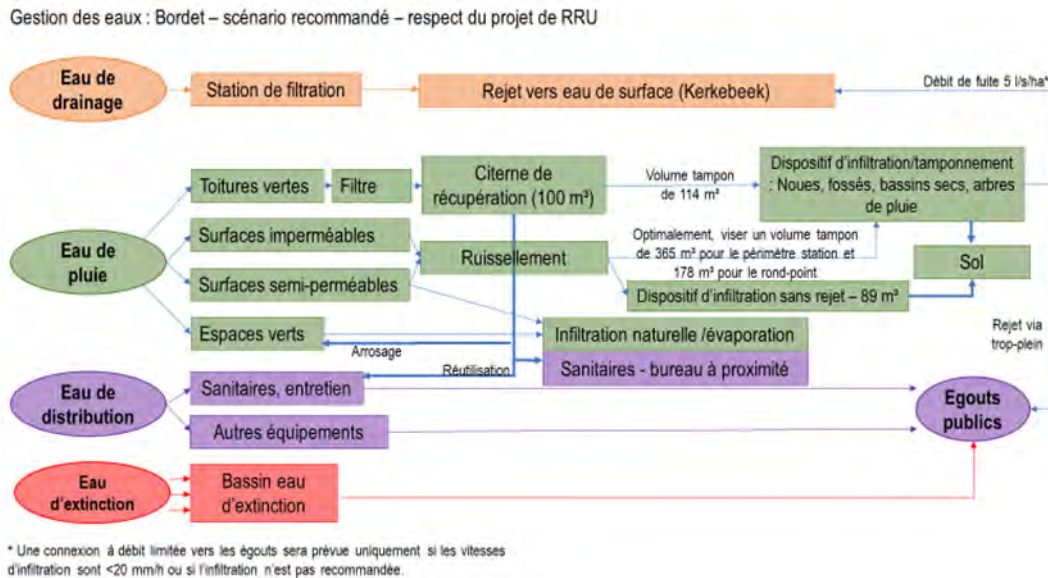 Gestion des eaux : Bordet – scénario recommandé – respect du projet de RRU
Eau de
drainage
Station de filtration
Rejet vers eau de surface (Kerkebeek)
Débit de fuite 5 l/s/ha*
Eau de
pluie
Toitures vertes
Filtre
Citerne de
récupération (100 m³)
Volume tampon
de 114 m³
Dispositif d'infiltration/tamponnement
: Noues, fossés, bassins secs, arbres
de pluie
Surfaces imperméables
Ruissellement
Optimalement, viser un volume tampon
de 365 m³ pour le périmètre station et
178 m³ pour le rond-point
Sol
Surfaces semi-perméables
Dispositif d'infiltration sans rejet – 89 m³
Espaces verts
Arrosage
Infiltration naturelle /évaporation
Rejet via
trop-plein
Réutilisation
Sanitaires - bureau à proximité
Eau de
distribution
Sanitaires, entretien
Autres équipements
Egouts
publics
Eau
d'extinction
Bassin eau
d'extinction
* Une connexion à débit limitée vers les égouts sera prévue uniquement si les vitesses
d'infiltration sont <20 mm/h ou si l'infiltration n'est pas recommandée.